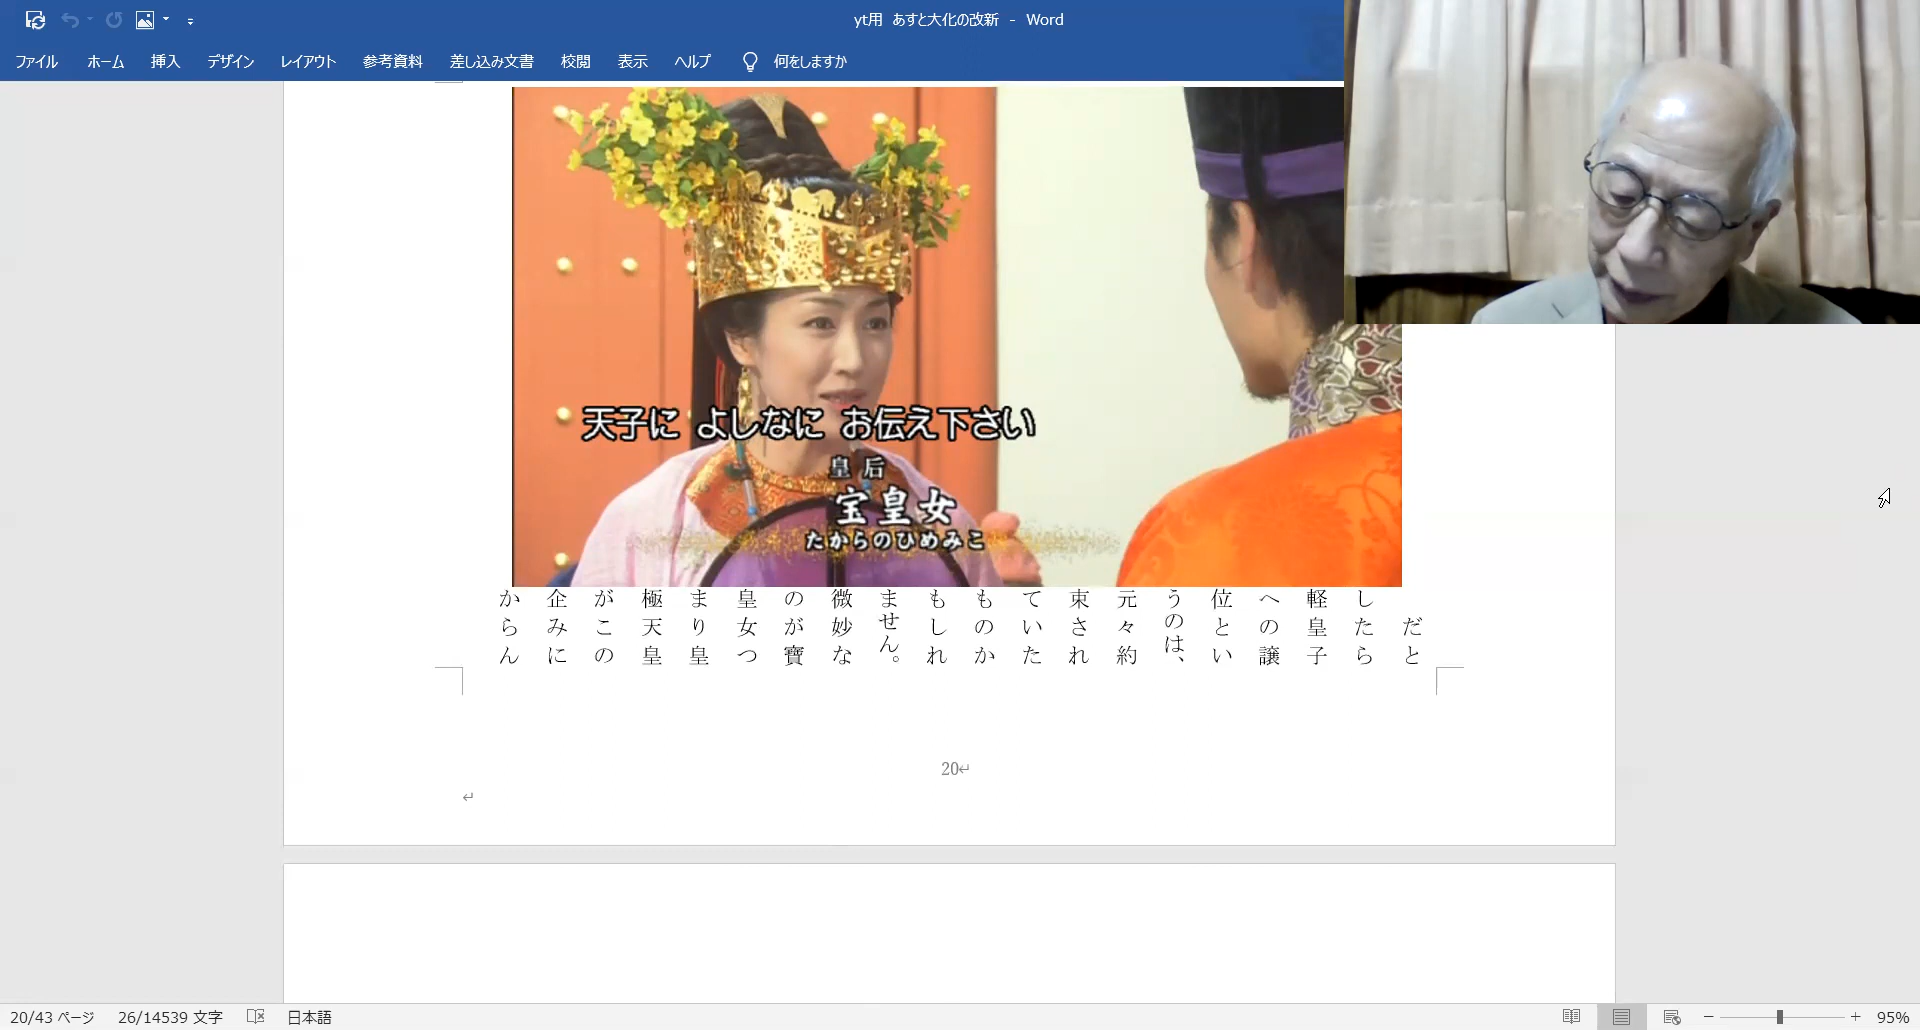 yt用 あすと大化の改新 - Word
ファイル ホーム 挿入 デザイン レイアウト 参考資料 差し込み文書 校閲 表示 ヘルプ 何をしますか
天子に よしなに お伝え下さい
皇后
宝皇女
たからのひめみこ
だと
したら
軽皇子
への譲
位とい
うのは、
元々約
束され
ていた
ものか
もしれ
ません。
微妙な
のが寶
皇女つ
まり皇
極天皇
がこの
企みに
からん
20
20/43 ページ 26/14539 文字 日本語 95%